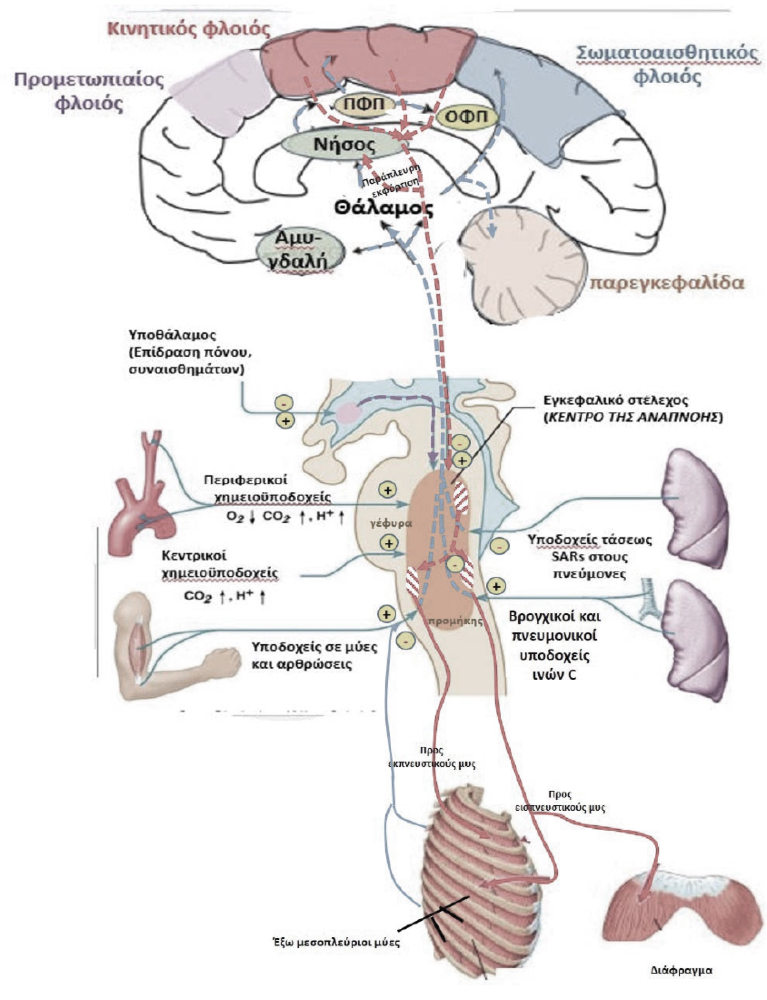 Κινητικός φλοιός
Σωματοαισθητικός
φλοιός
Προμετωπιαίος
φλοιός
ΠΦΠ
ΟΦΠ
Νήσος
Παράπλευρη
εκφόρτιση
Θάλαμος
Αμυ-
γδαλή
παρεγκεφαλίδα
Υποθάλαμος
(Επίδραση πόνου,
συναισθημάτων)
-
+
Εγκεφαλικό στέλεχος
(ΚΕΝΤΡΟ ΤΗΣ ΑΝΑΠΝΟΗΣ)
-
+
Περιφερικοί
χημειοϋποδοχείς
O₂ ↓ CO₂ ↑, H⁺ ↑
+
γέφυρα
+
Κεντρικοί
χημειοϋποδοχείς
CO₂ ↑, H⁺ ↑
-
Υποδοχείς τάσεως
SARs στους
πνεύμονες
-
+
+
προμήκης
-
Υποδοχείς σε μύες
και αρθρώσεις
Βρογχικοί και
πνευμονικοί
υποδοχείς
ινών C
Προς
εκπνευστικούς μυς
Προς
εισπνευστικούς μυς
Έξω μεσοπλεύριοι μύες
Διάφραγμα